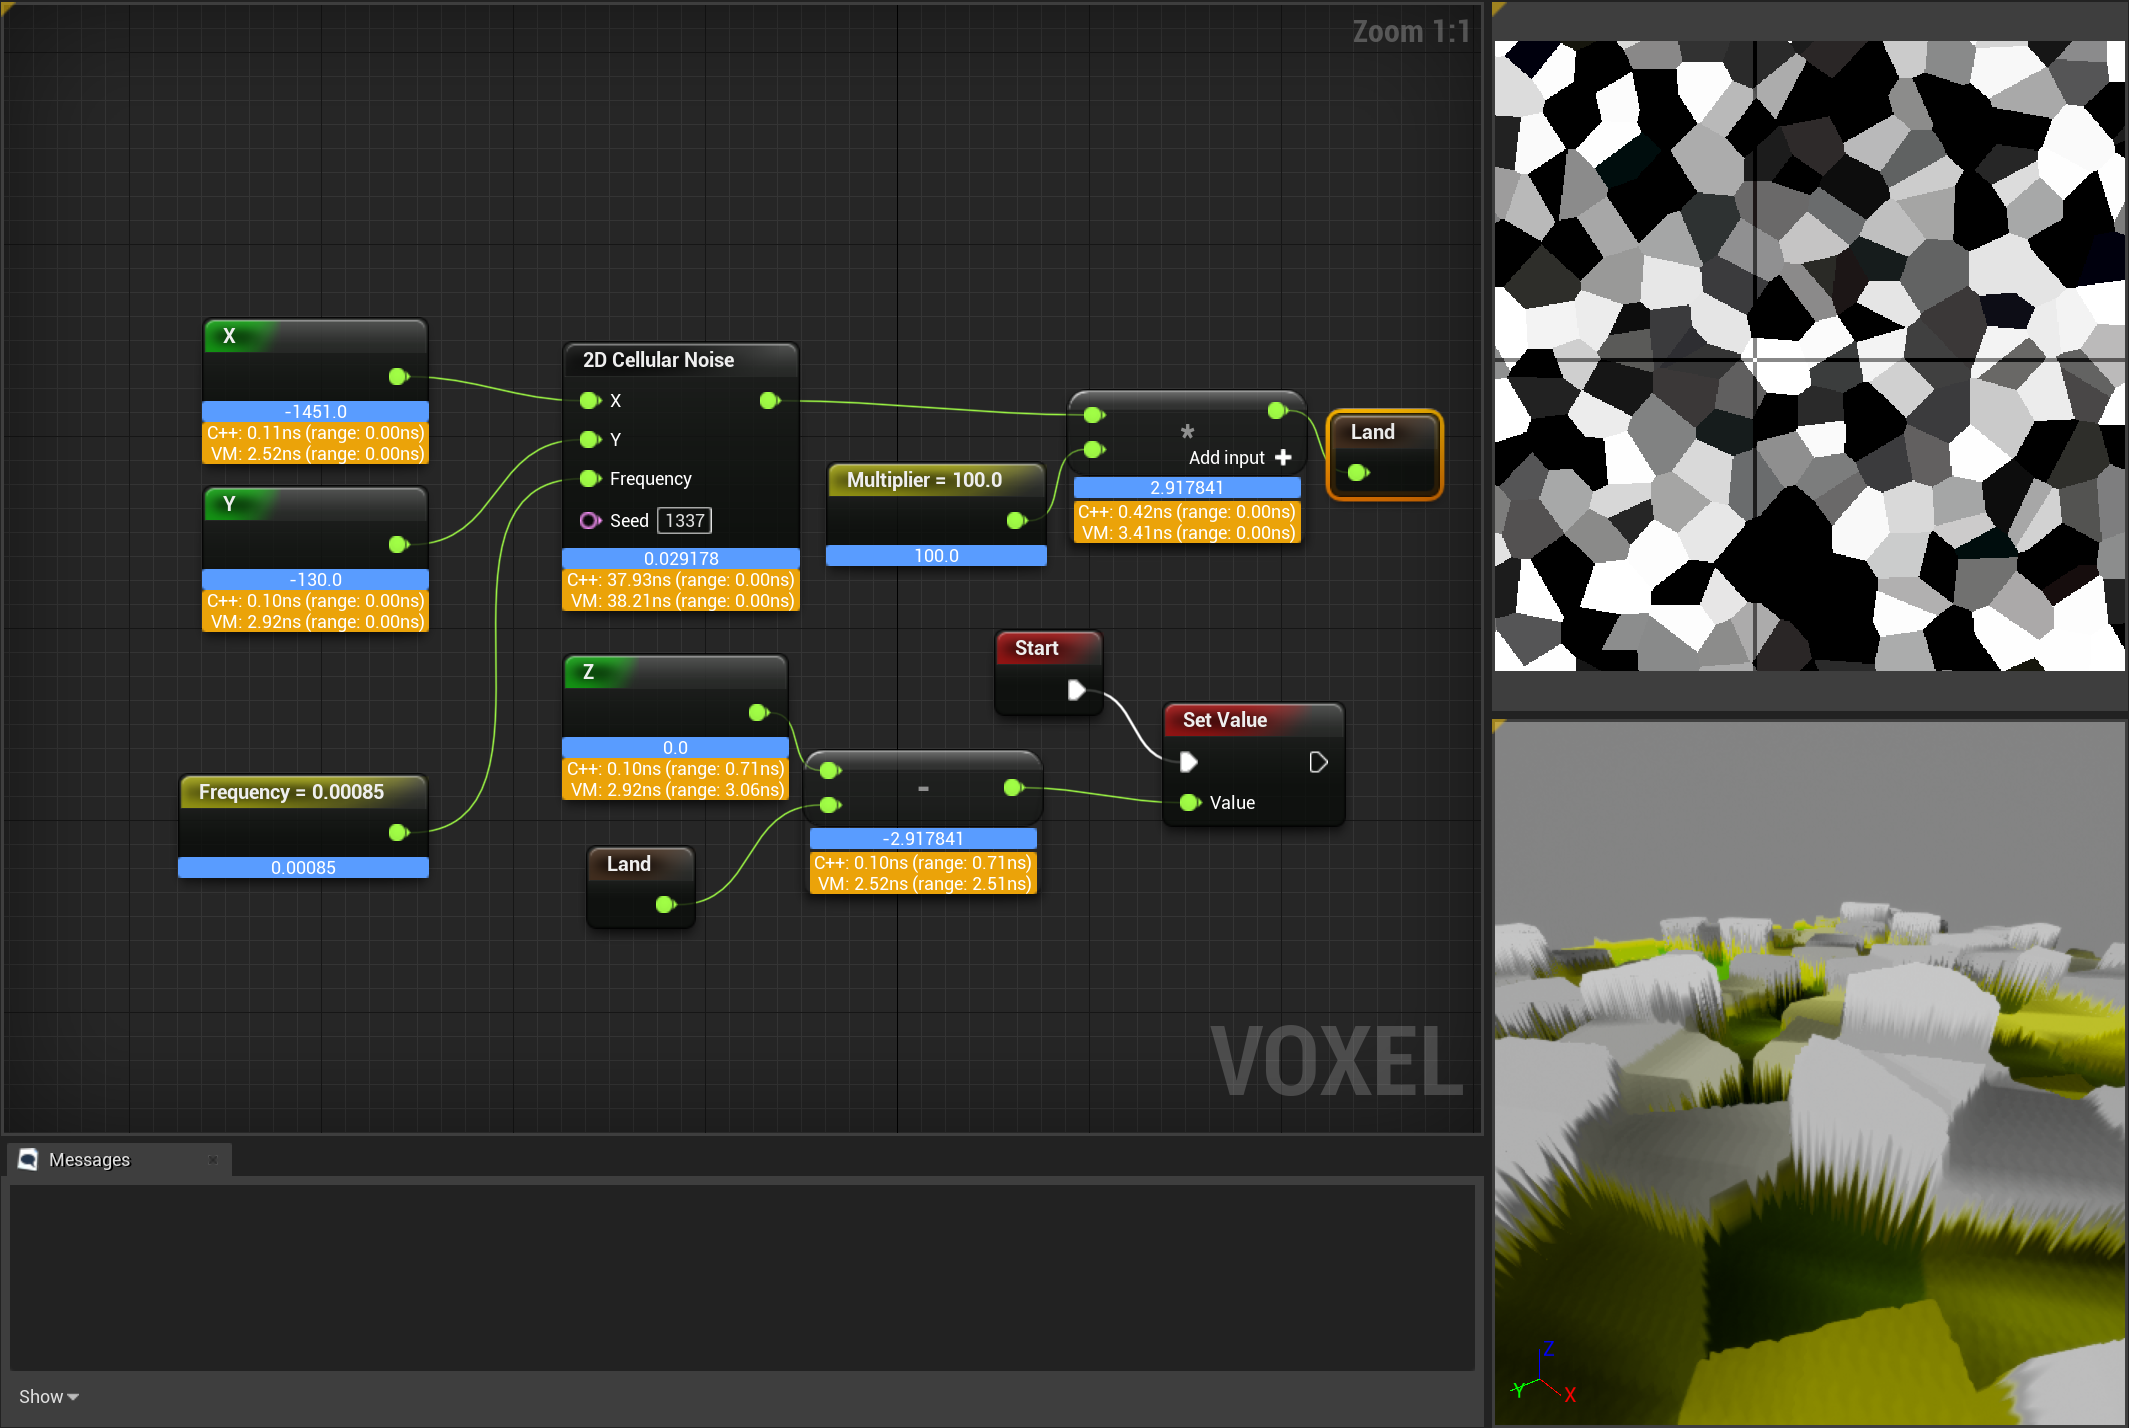 Zoom 1:1
X
-1451.0
C++: 0.11ns (range: 0.00ns)
VM: 2.52ns (range: 0.00ns)
Y
-130.0
C++: 0.10ns (range: 0.00ns)
VM: 2.92ns (range: 0.00ns)
Frequency = 0.00085
0.00085
2D Cellular Noise
X
Y
Frequency
Seed 1337
0.029178
C++: 37.93ns (range: 0.00ns)
VM: 38.21ns (range: 0.00ns)
Multiplier = 100.0
100.0
*
Add input +
2.917841
C++: 0.42ns (range: 0.00ns)
VM: 3.41ns (range: 0.00ns)
Land
Z
0.0
C++: 0.10ns (range: 0.71ns)
VM: 2.92ns (range: 3.06ns)
Land
-
-2.917841
C++: 0.10ns (range: 0.71ns)
VM: 2.52ns (range: 2.51ns)
Start
Set Value
Value
VOXEL
Messages
Show
Z
Y
X